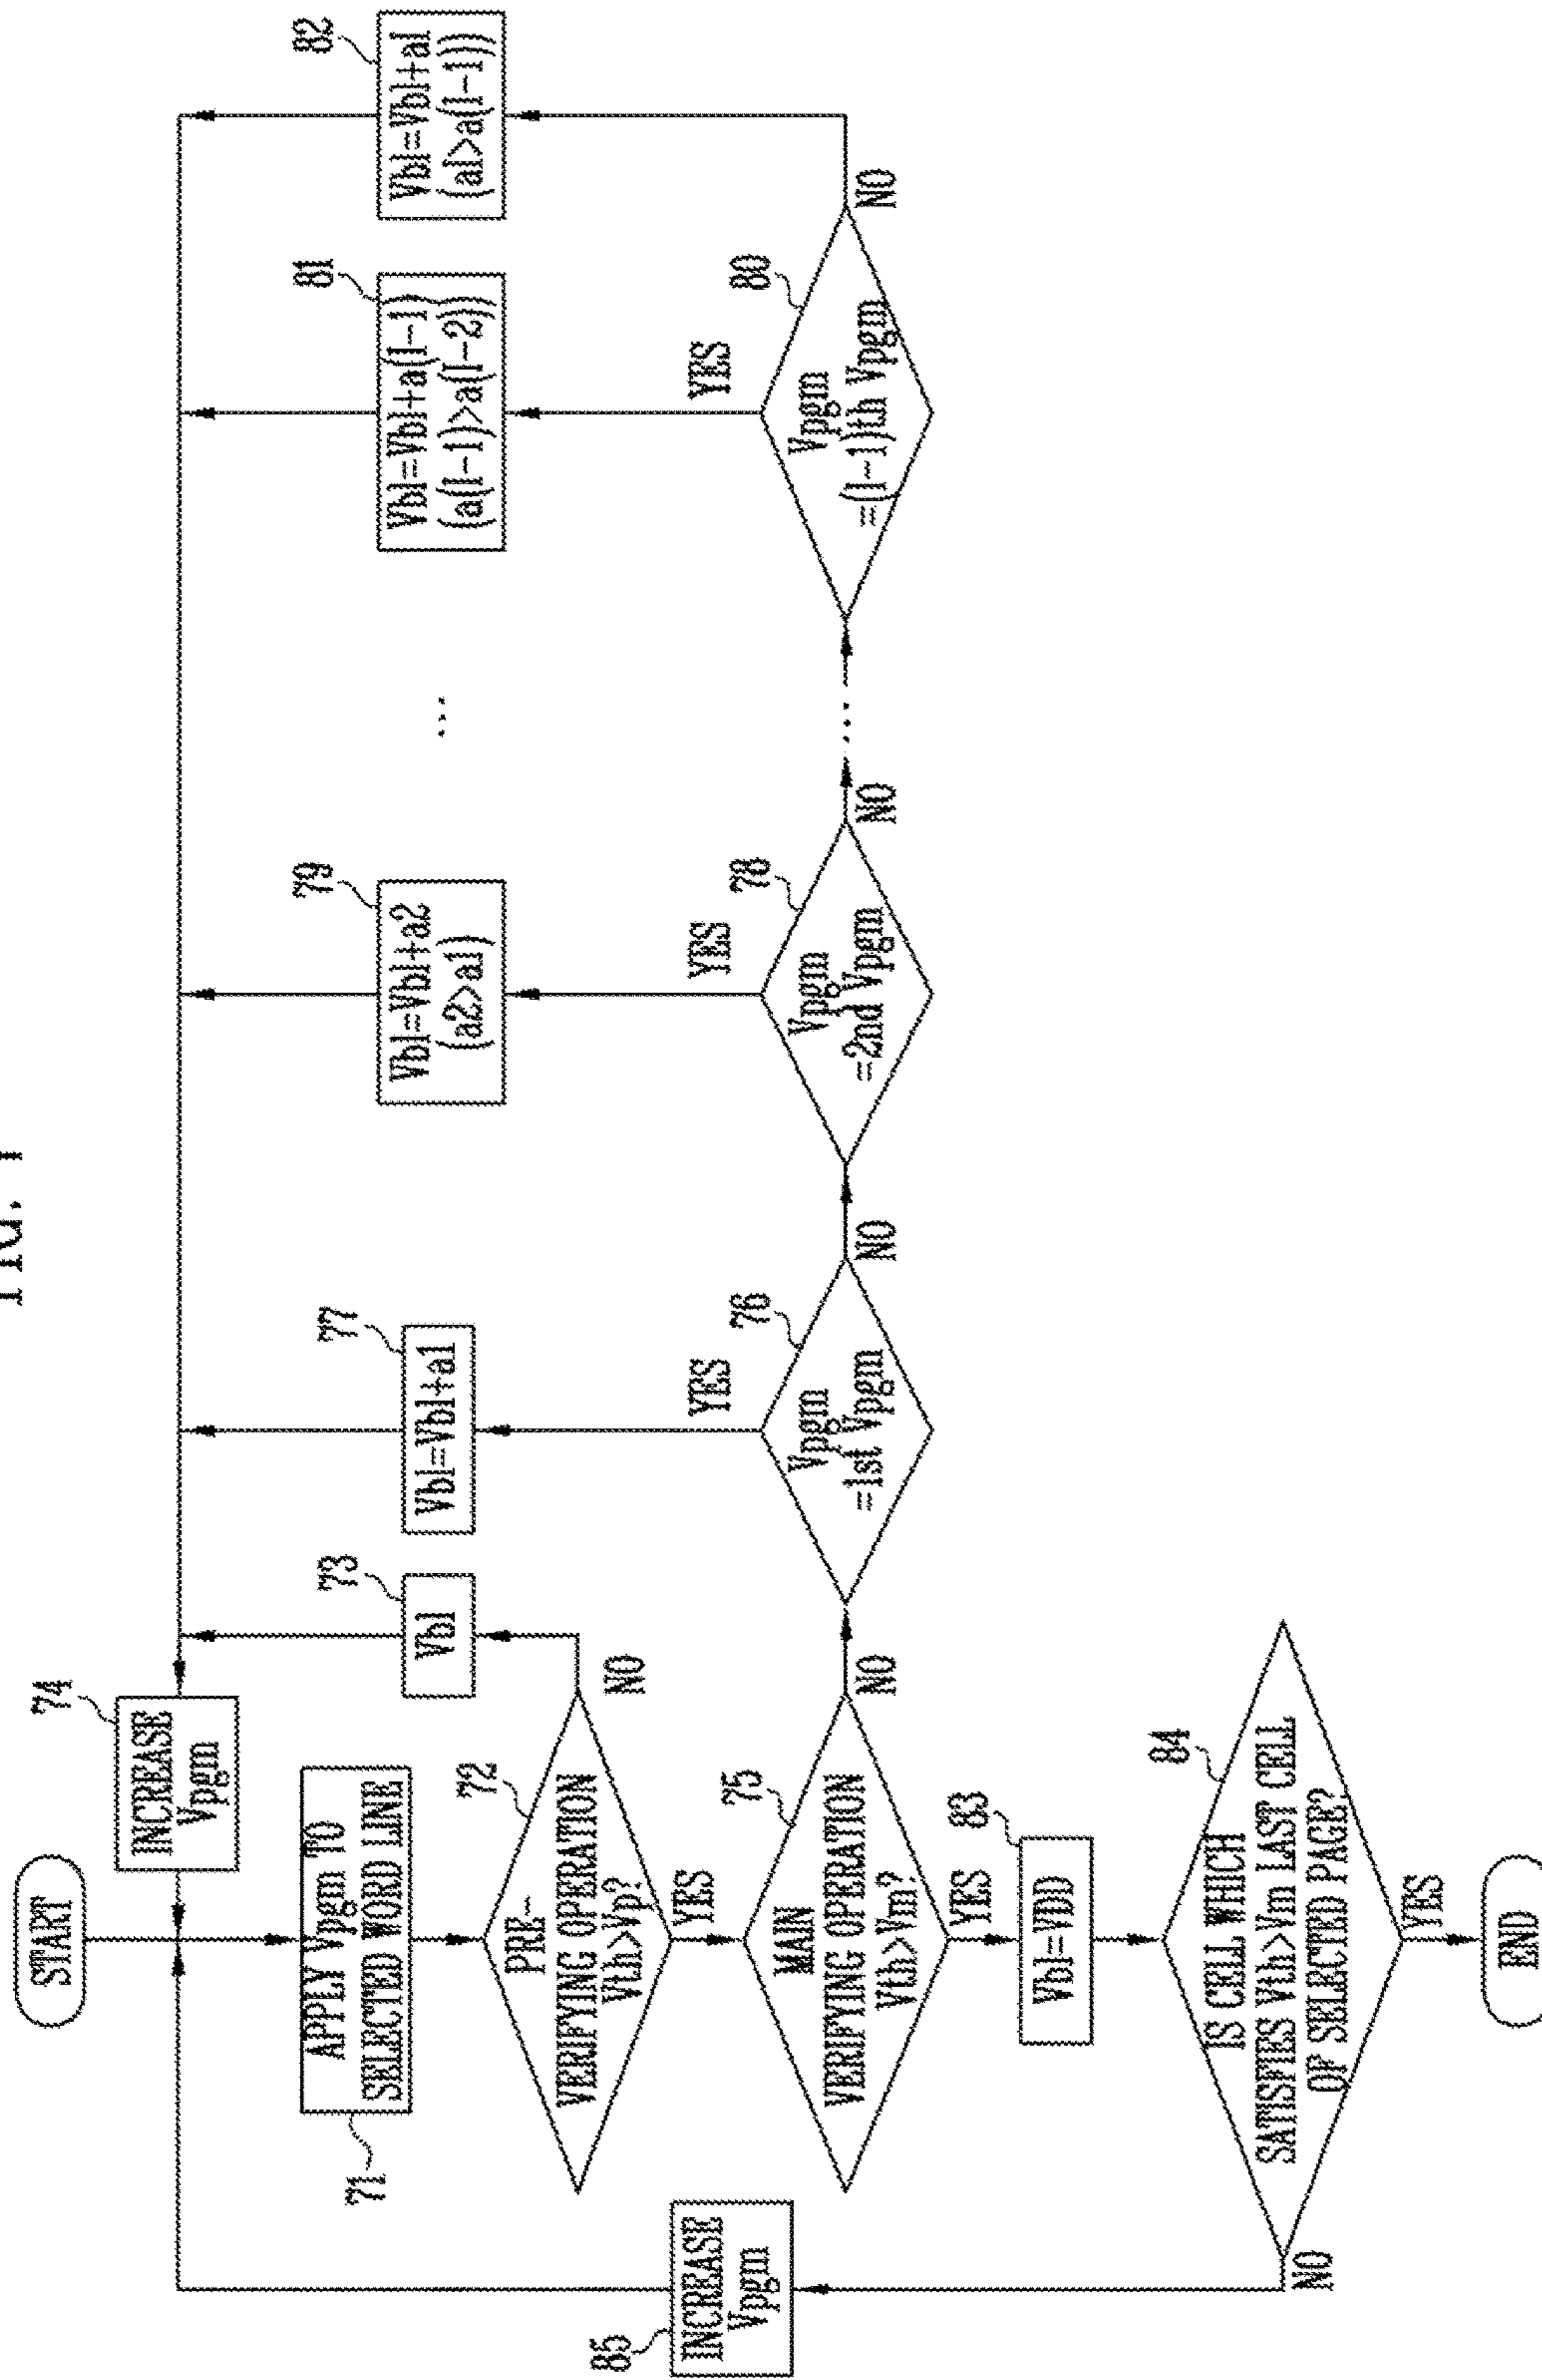 FIG.
START
74
INCREASE
Vpgm
71
APPLY Vpgm TO
SELECTED WORD LINE
72
PRE-
VERIFYING OPERATION
Vth>Vp?
NO
YES
73
Vbl
77
Vbl=Vbl+a1
79
Vbl=Vbl+a2
(a2>a1)
...
81
Vbl=Vbl+a(l-1)
(a(l-1)>a(l-2))
82
Vbl=Vbl+al
(al>a(l-1))
85
INCREASE
Vpgm
75
MAIN
VERIFYING OPERATION
Vth>Vm?
NO
YES
76
Vpgm
=1st Vpgm
YES
NO
78
Vpgm
=2nd Vpgm
YES
NO
...
80
Vpgm
=(l-1)th Vpgm
YES
NO
83
Vbl=VDD
84
IS CELL WHICH
SATISFIES Vth>Vm LAST CELL
OF SELECTED PAGE?
NO
YES
END